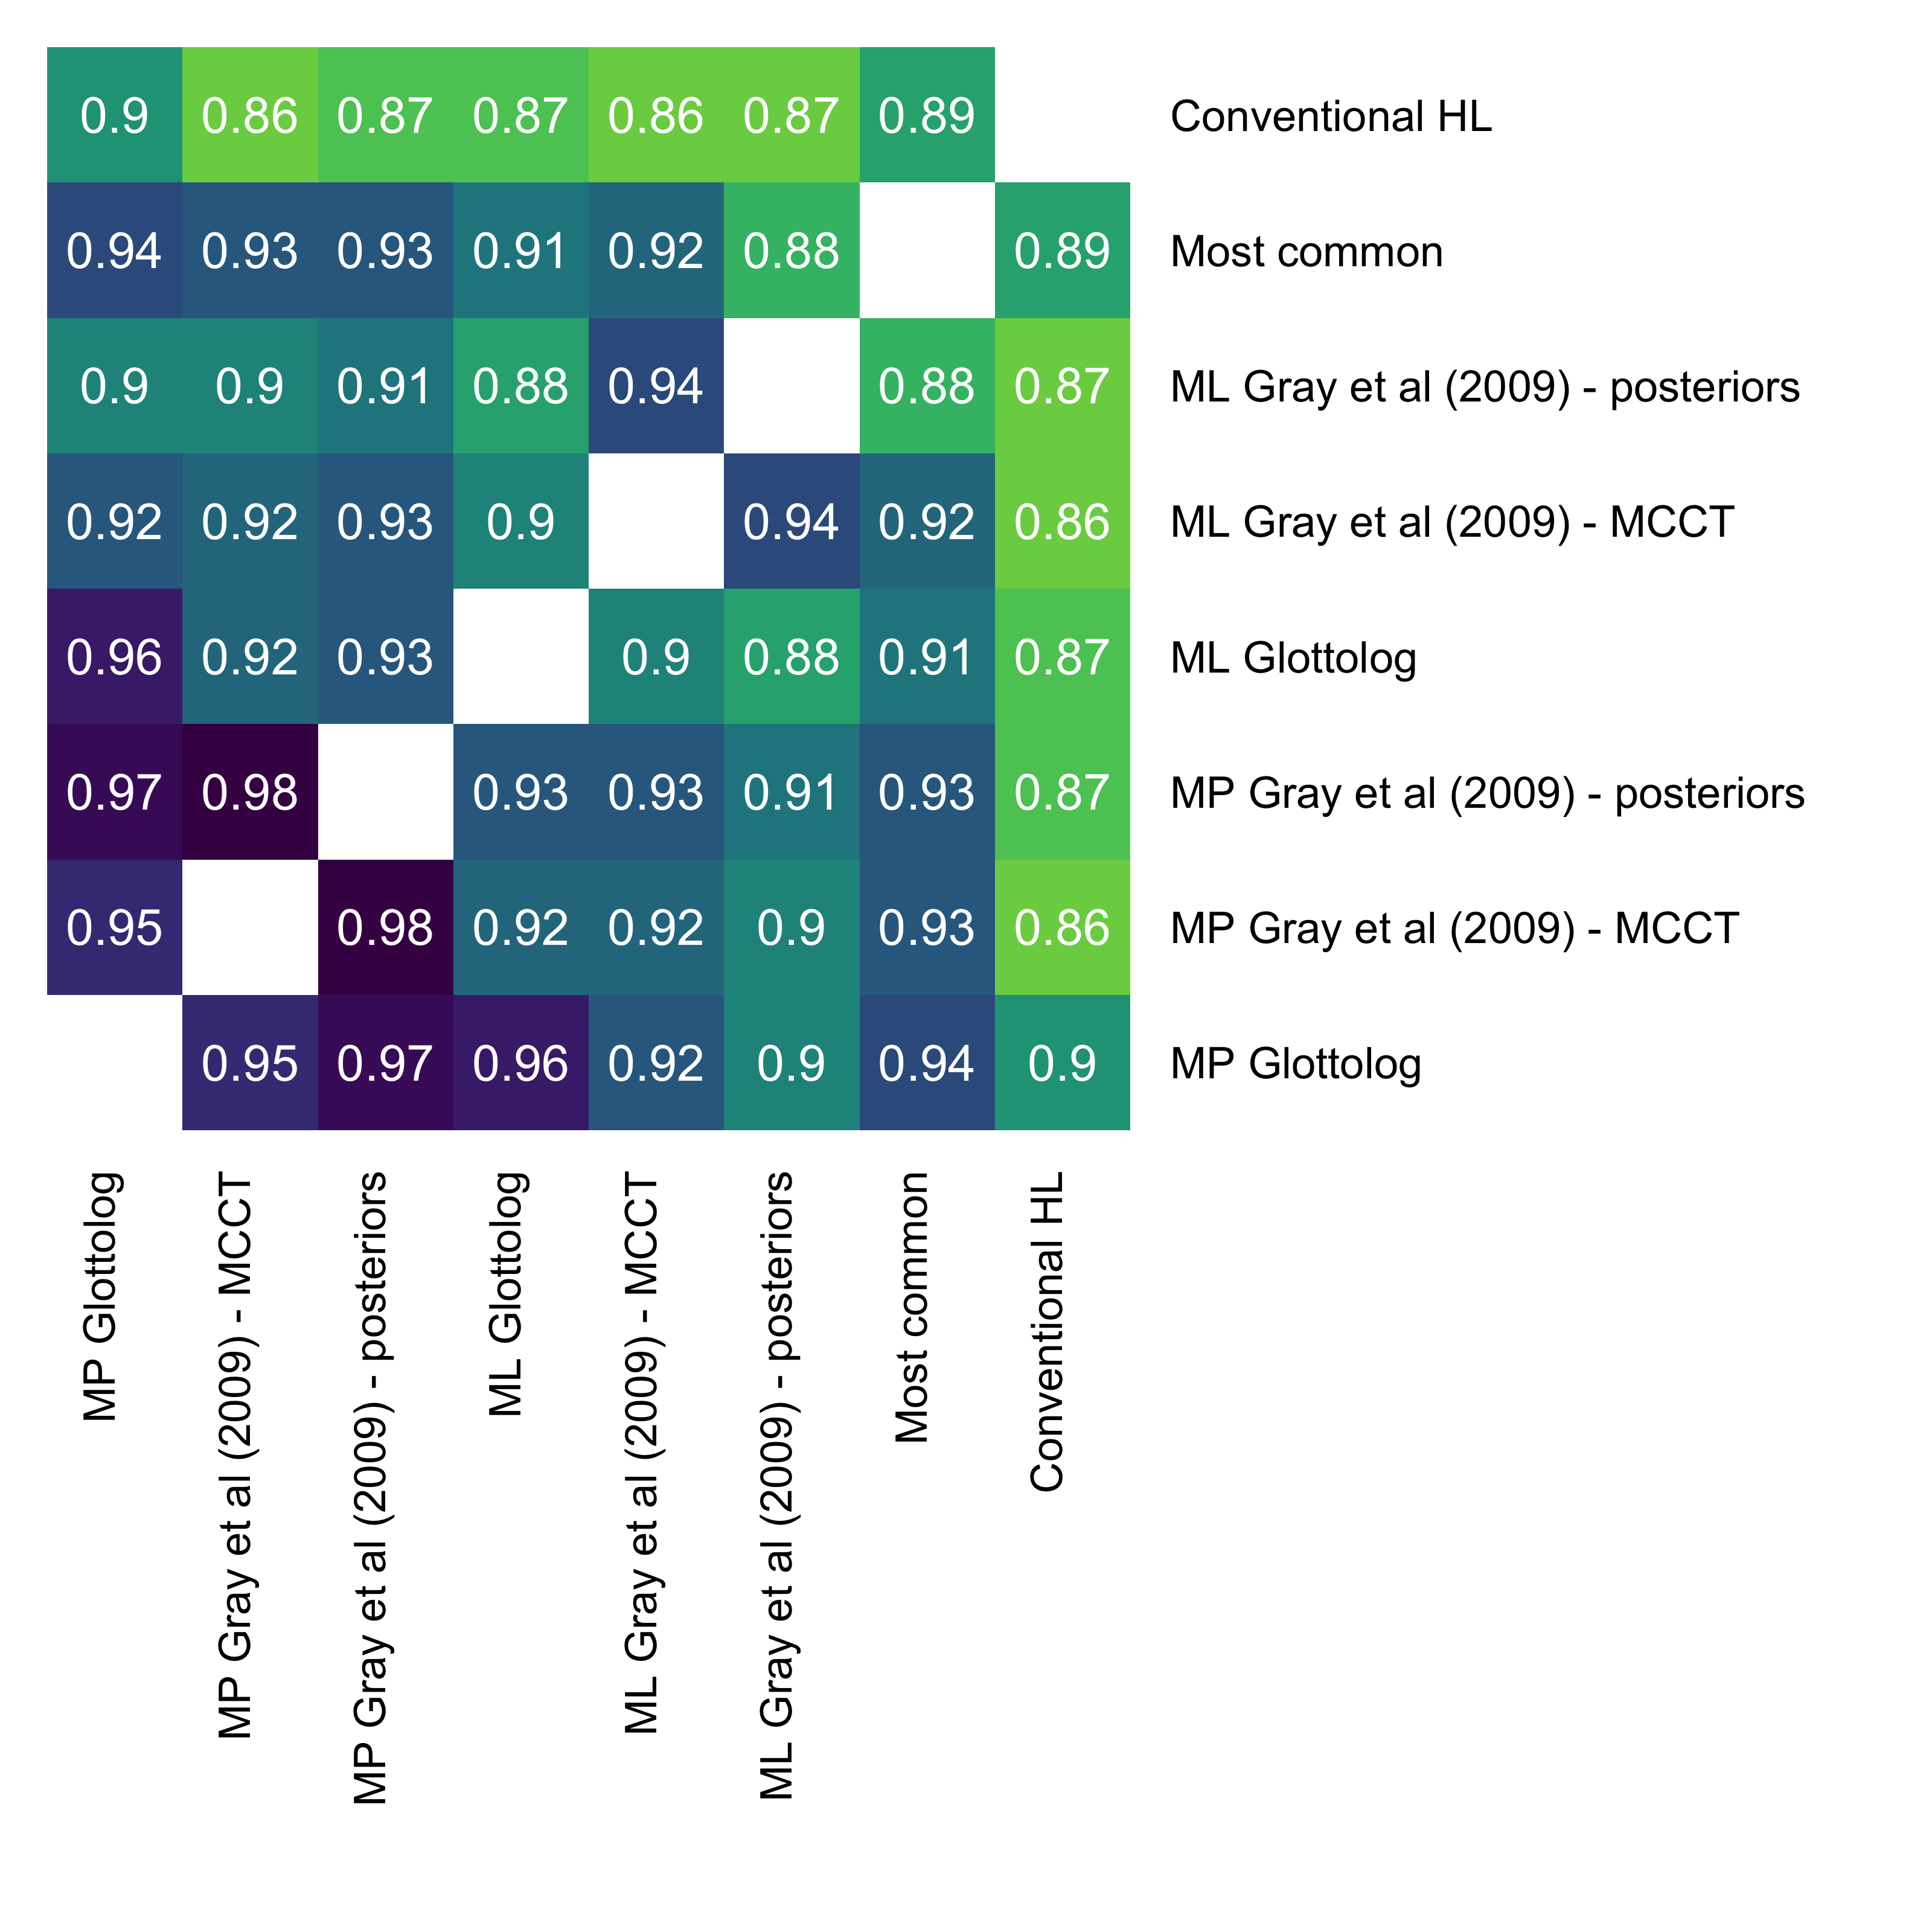 0.9 0.86 0.87 0.87 0.86 0.87 0.89 Conventional HL
0.94 0.93 0.93 0.91 0.92 0.88 0.89 Most common
0.9 0.9 0.91 0.88 0.94 0.88 0.87 ML Gray et al (2009) - posteriors
0.92 0.92 0.93 0.9 0.94 0.92 0.86 ML Gray et al (2009) - MCCT
0.96 0.92 0.93 0.9 0.88 0.91 0.87 ML Glottolog
0.97 0.98 0.93 0.93 0.91 0.93 0.87 MP Gray et al (2009) - posteriors
0.95 0.98 0.92 0.92 0.9 0.93 0.86 MP Gray et al (2009) - MCCT
0.95 0.97 0.96 0.92 0.9 0.94 0.9 MP Glottolog
MP Glottolog
MP Gray et al (2009) - MCCT
MP Gray et al (2009) - posteriors
ML Glottolog
ML Gray et al (2009) - MCCT
ML Gray et al (2009) - posteriors
Most common
Conventional HL